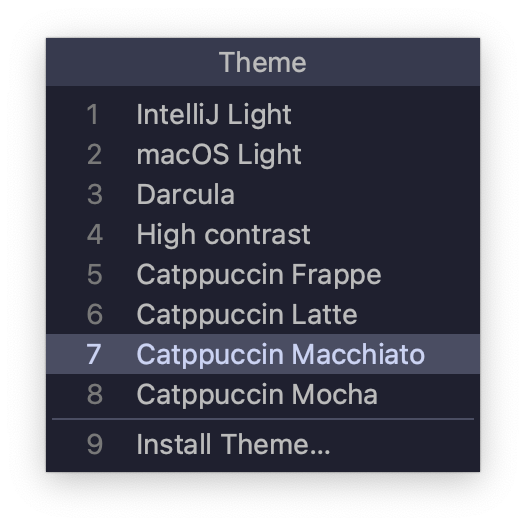 Theme
1 IntelliJ Light
2 macOS Light
3 Darcula
4 High contrast
5 Catppuccin Frappe
6 Catppuccin Latte
7 Catppuccin Macchiato
8 Catppuccin Mocha
9 Install Theme...